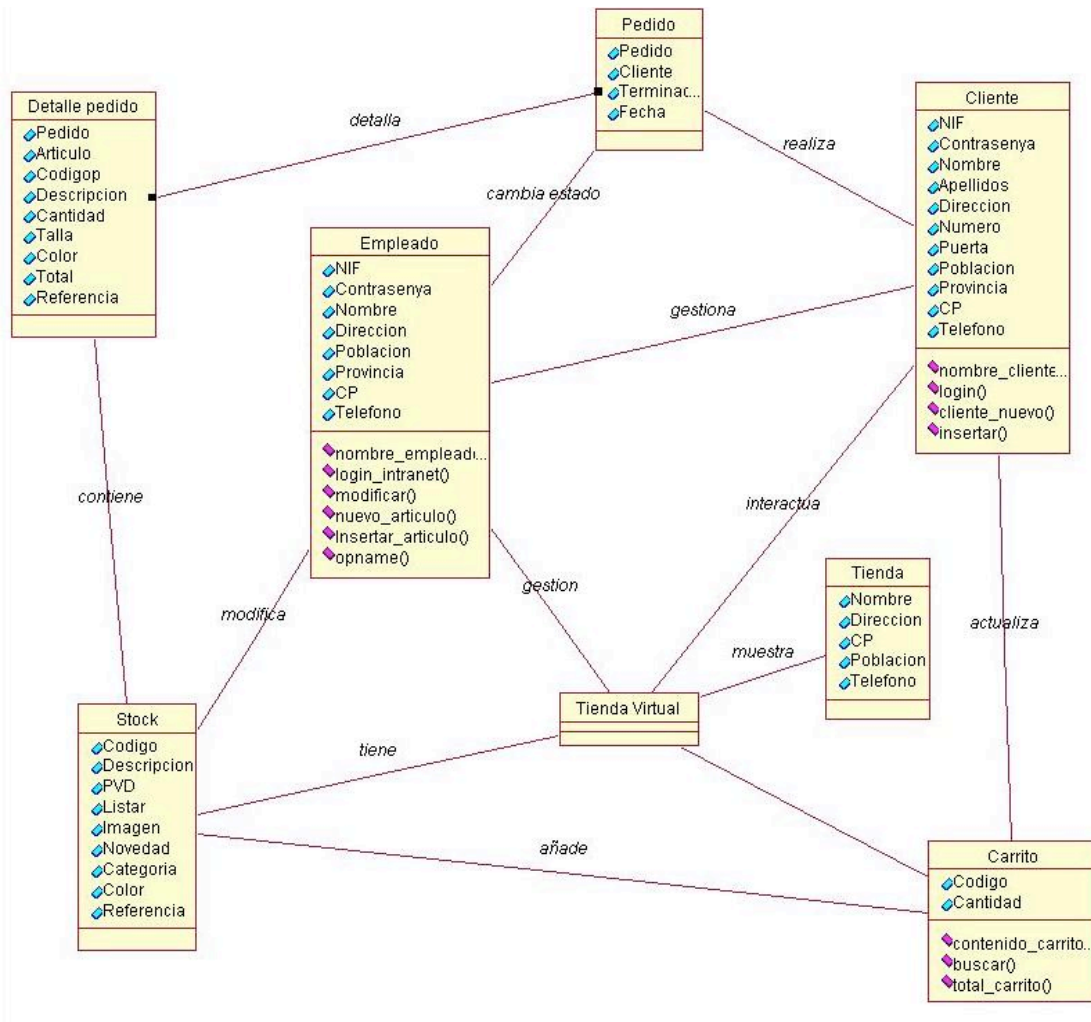 Pedido
Pedido
Cliente
Terminac...
Fecha
Detalle pedido
Pedido
Articulo
Codigop
Descripcion
Cantidad
Talla
Color
Total
Referencia
detalla
realiza
cambia estado
Cliente
NIF
Contrasenya
Nombre
Apellidos
Direccion
Numero
Puerta
Poblacion
Provincia
CP
Telefono
nombre_cliente...
login()
cliente_nuevo()
insertar()
Empleado
NIF
Contrasenya
Nombre
Direccion
Poblacion
Provincia
CP
Telefono
nombre_emplead...
login_intranet()
modificar()
nuevo_articulo()
Insertar_articulo()
opname()
gestiona
contiene
interactúa
modifica
gestion
muestra
actualiza
Tienda
Nombre
Direccion
CP
Poblacion
Telefono
Tienda Virtual
tiene
añade
Stock
Codigo
Descripcion
PVD
Listar
Imagen
Novedad
Categoria
Color
Referencia
Carrito
Codigo
Cantidad
contenido_carrito...
buscar()
total_carrito()